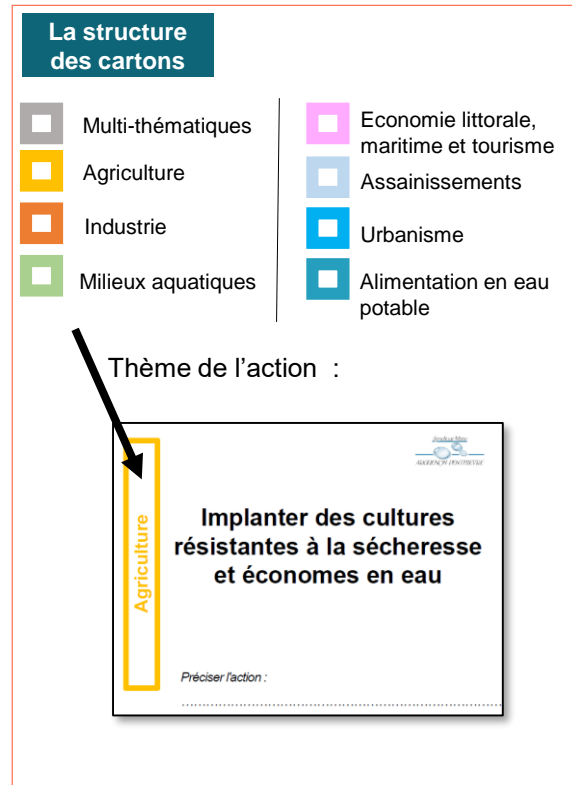 La structure
des cartons
Multi-thématiques
Agriculture
Industrie
Milieux aquatiques
Economie littorale,
maritime et tourisme
Assainissements
Urbanisme
Alimentation en eau
potable
Thème de l’action :
Agriculture
Implanter des cultures
résistantes à la sécheresse
et économes en eau
Préciser l'action :